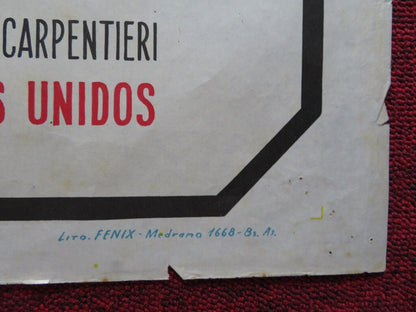 CARPENTIERI
S UNIDOS
LITO. FENIX - Medrano 1668 - Bs. As.